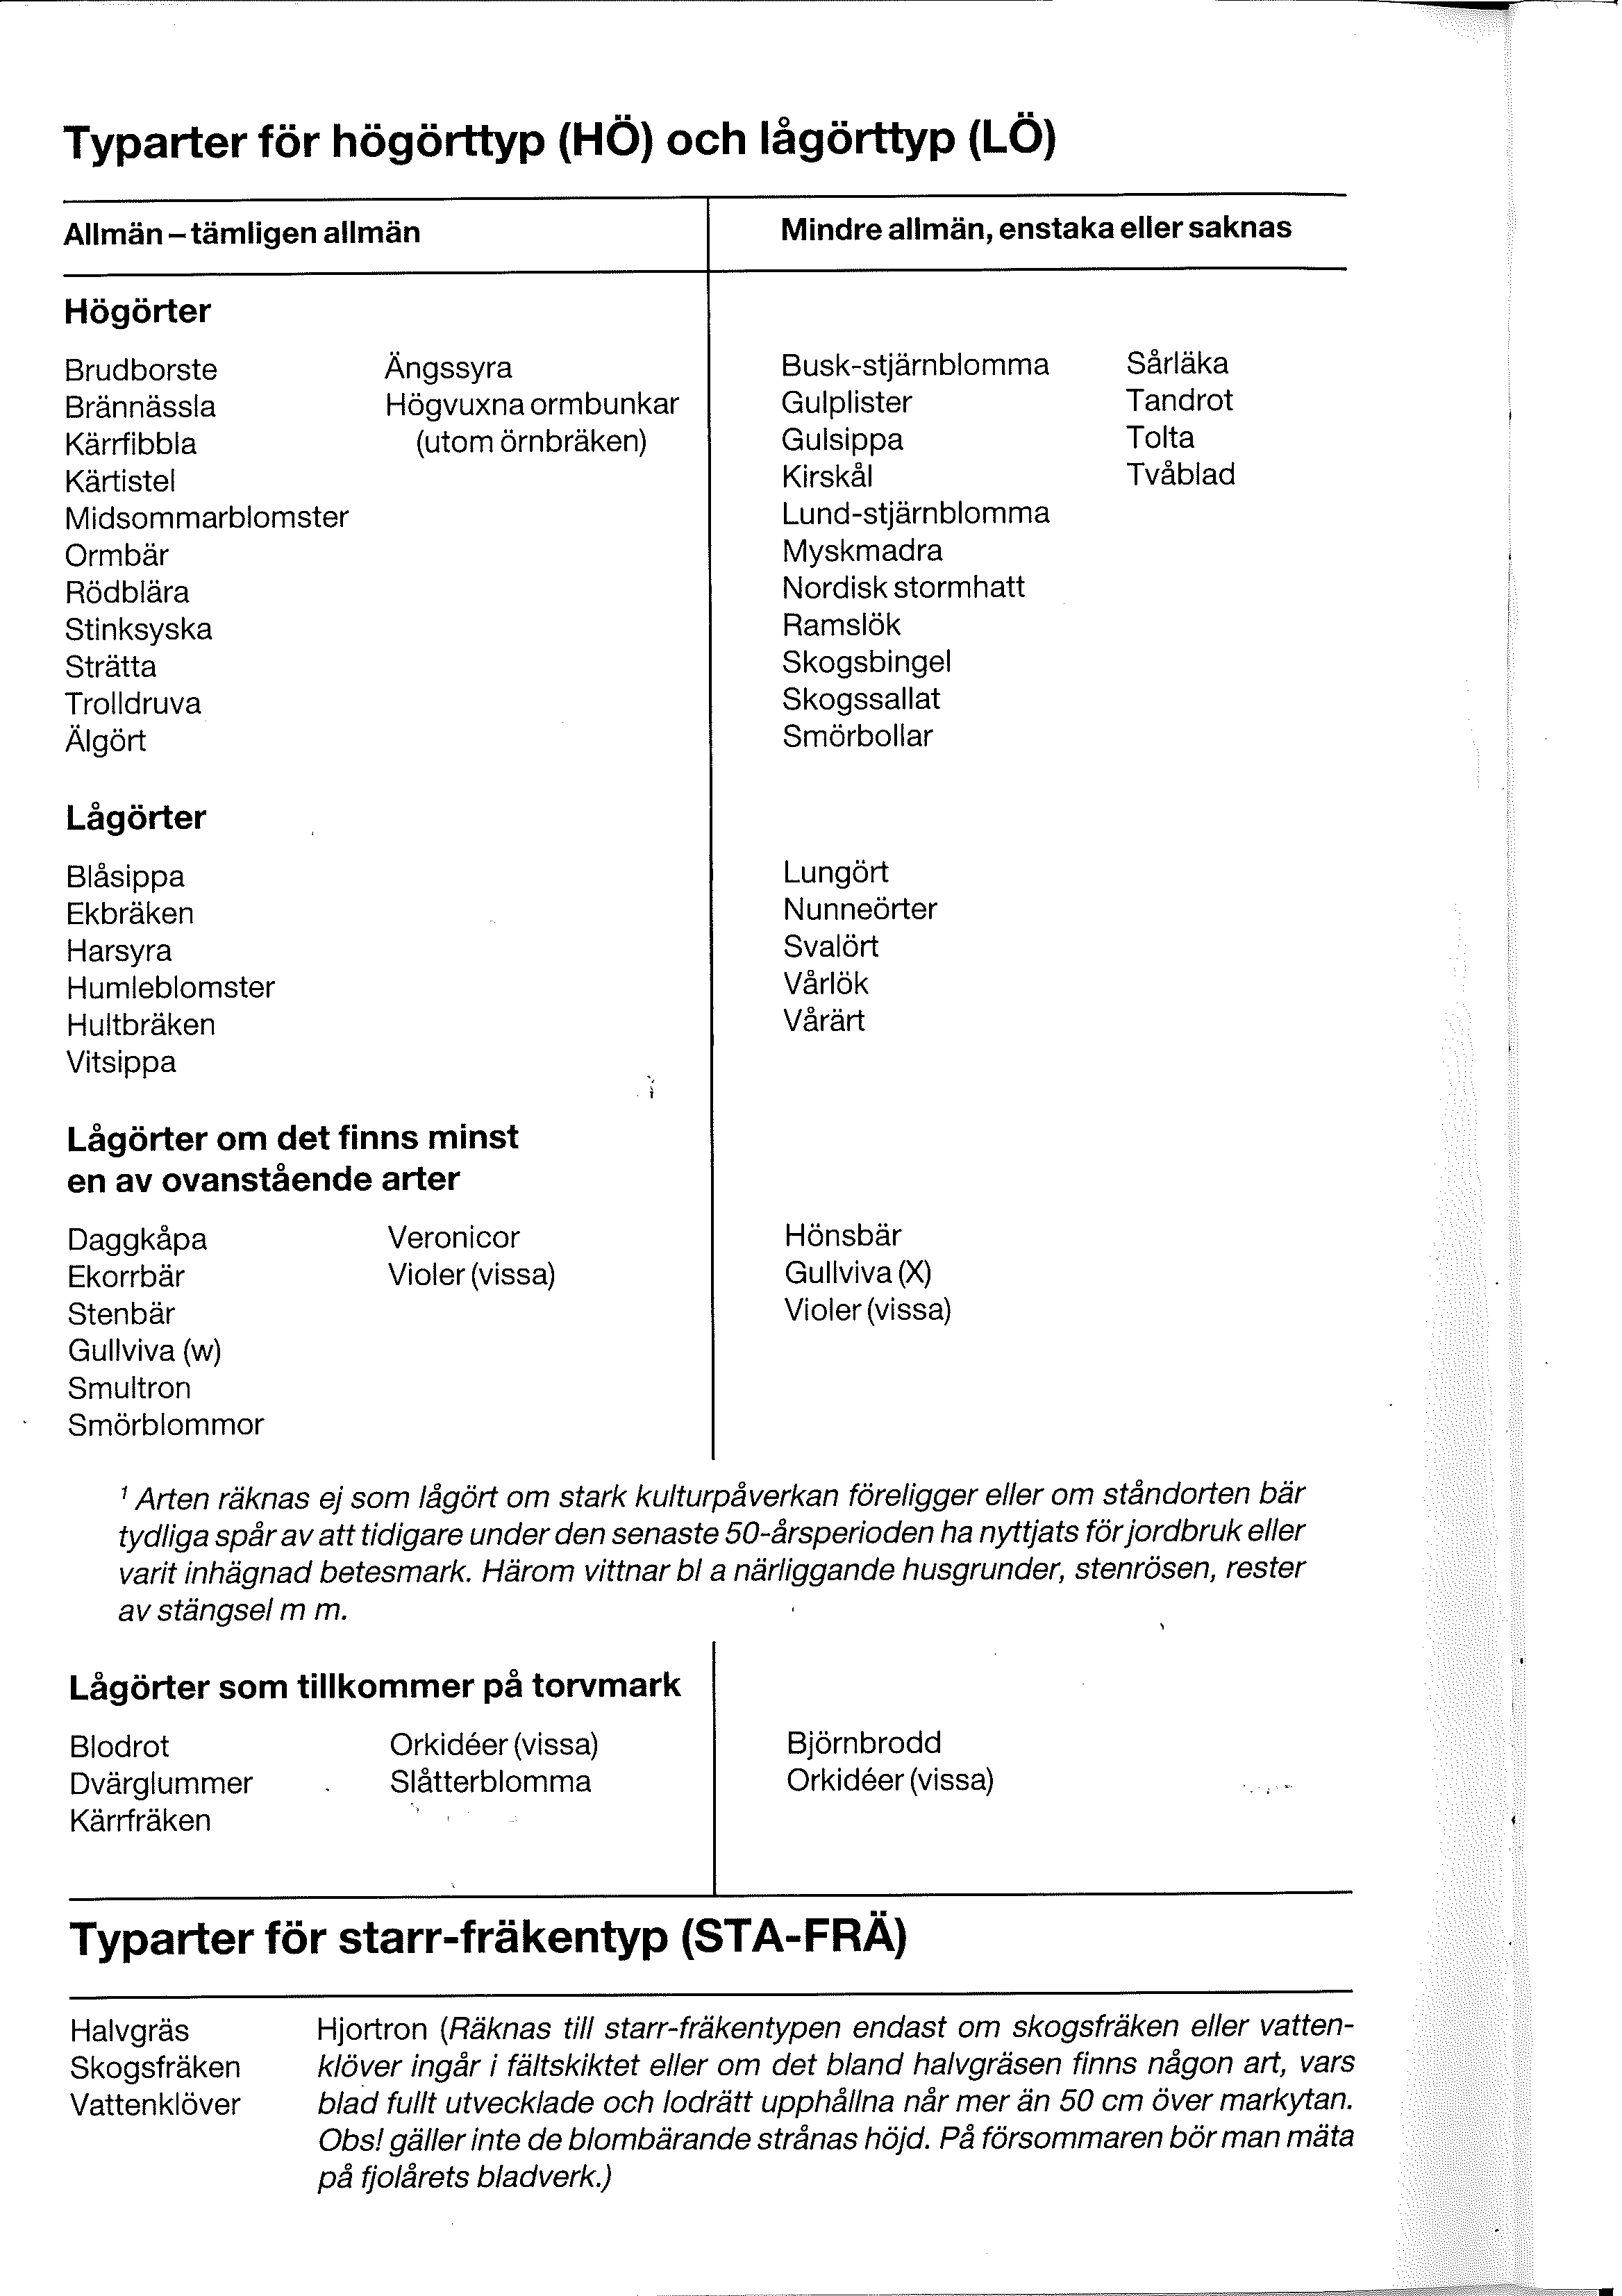 Typarter för högörttyp (HÖ) och lågörttyp (LÖ)
Allmän – tämligen allmän
Mindre allmän, enstaka eller saknas
Högörter
Brudborste
Brännässla
Kärrfibbla
Kärtistel
Midsommarblomster
Ormbär
Rödblära
Stinksyska
Strätta
Trolldruva
Älgört
Ängssyra
Högvuxna ormbunkar
(utom örnbräken)
Busk-stjärnblomma
Gulplister
Gulsippa
Kirskål
Lund-stjärnblomma
Myskmadra
Nordisk stormhatt
Ramslök
Skogsbingel
Skogssallat
Smörbollar
Sårläka
Tandrot
Tolta
Tvåblad
Lågörter
Blåsippa
Ekbräken
Harsyra
Humleblomster
Hultbräken
Vitsippa
Lungört
Nunneörter
Svalört
Vårlök
Vårärt
Lågörter om det finns minst
en av ovanstående arter
Daggkåpa
Ekorrbär
Stenbär
Gullviva (w)
Smultron
Smörblommor
Veronicor
Violer (vissa)
Hönsbär
Gullviva (X)
Violer (vissa)
1 Arten räknas ej som lågört om stark kulturpåverkan föreligger eller om ståndorten bär
tydliga spår av att tidigare under den senaste 50-årsperioden ha nyttjats för jordbruk eller
varit inhägnad betesmark. Härom vittnar bl a närliggande husgrunder, stenrösen, rester
av stängsel m m.
Lågörter som tillkommer på torvmark
Blodrot
Dvärglummer
Kärrfräken
Orkidéer (vissa)
Slåtterblomma
Björnbrodd
Orkidéer (vissa)
Typarter för starr-fräkentyp (STA-FRÄ)
Halvgräs
Skogsfräken
Vattenklöver
Hjortron (Räknas till starr-fräkentypen endast om skogsfräken eller vatten-
klöver ingår i fältskiktet eller om det bland halvgräsen finns någon art, vars
blad fullt utvecklade och lodrätt upphållna når mer än 50 cm över markytan.
Obs! gäller inte de blombärande strånas höjd. På försommaren bör man mäta
på fjolårets bladverk.)